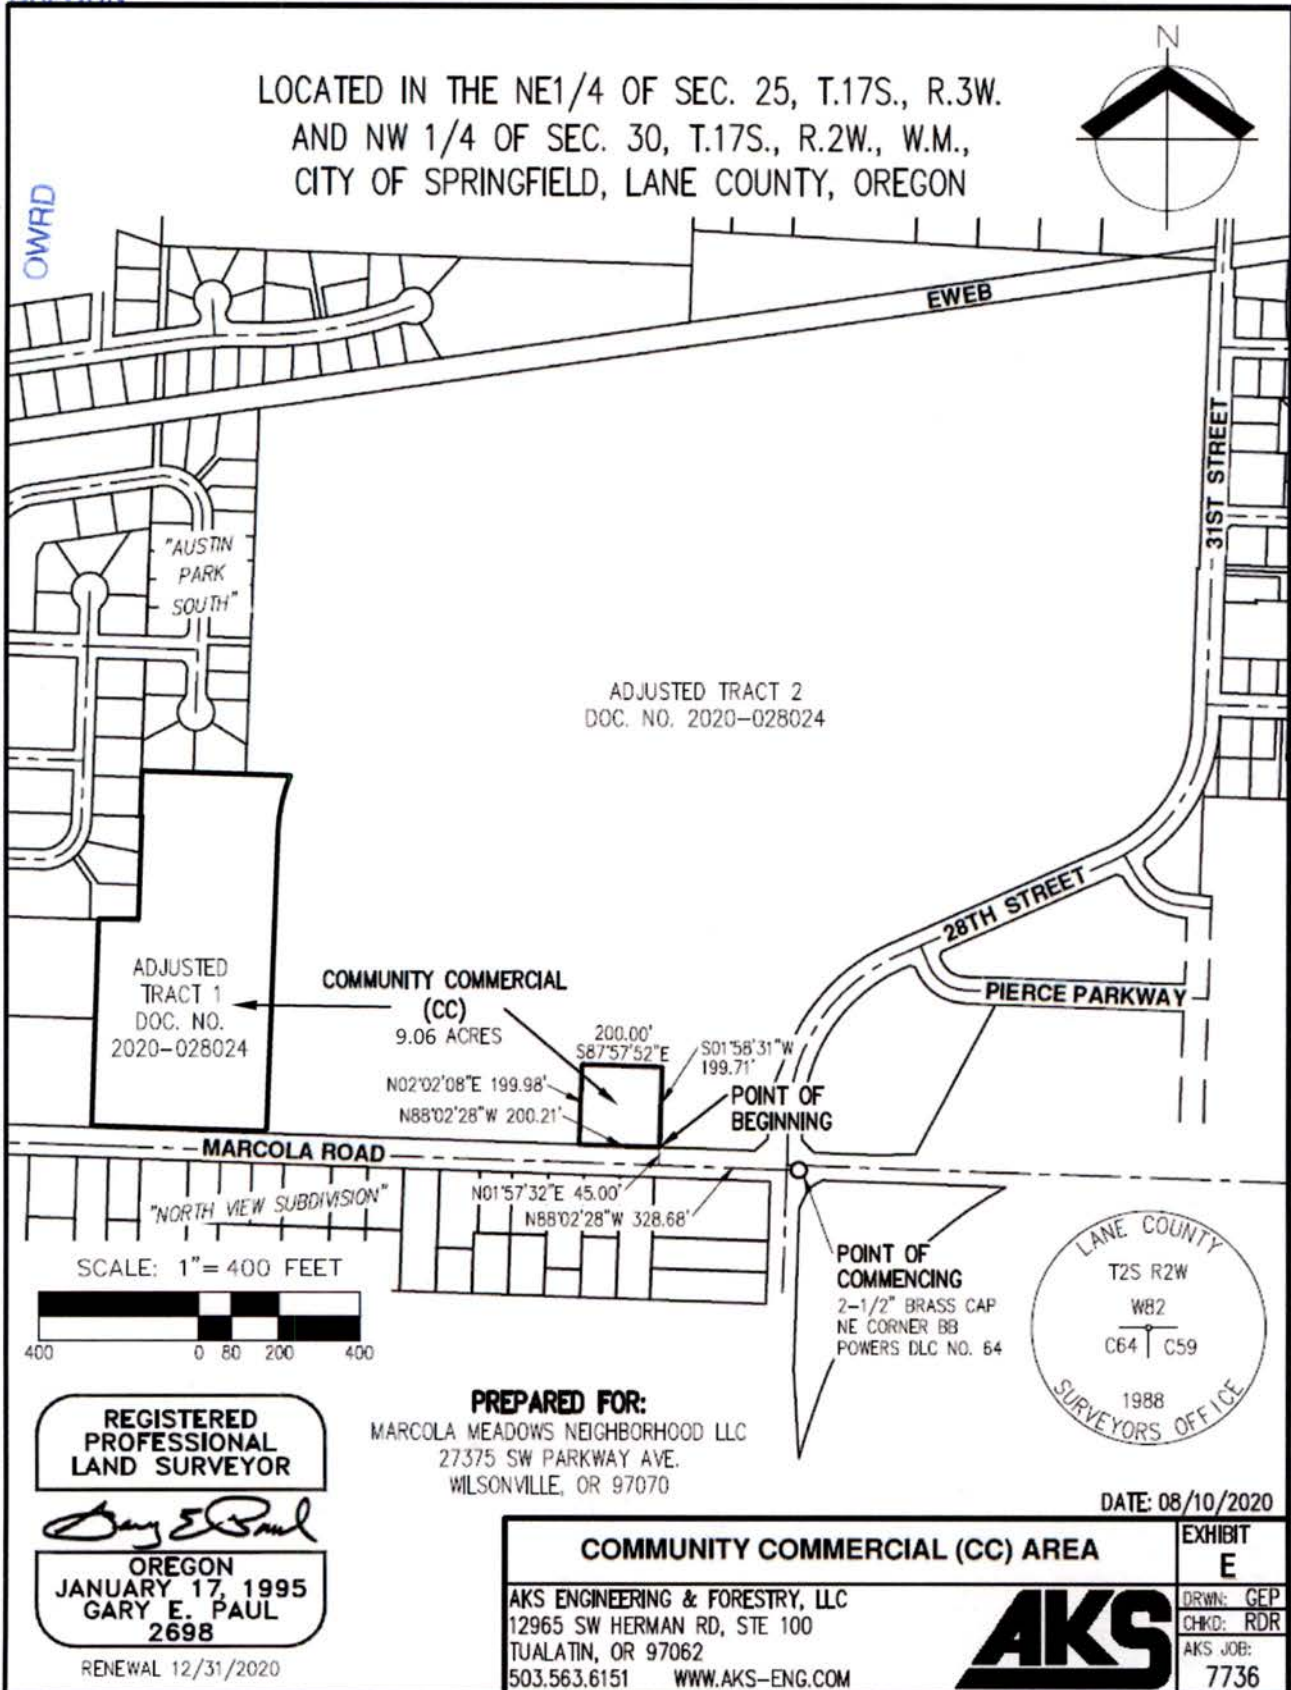 LOCATED IN THE NE1/4 OF SEC. 25, T.17S., R.3W.
AND NW 1/4 OF SEC. 30, T.17S., R.2W., W.M.,
CITY OF SPRINGFIELD, LANE COUNTY, OREGON
N
OWRD
EWEB
31ST STREET
"AUSTIN
PARK
SOUTH"
ADJUSTED TRACT 2
DOC. NO. 2020-028024
28TH STREET
PIERCE PARKWAY
ADJUSTED
TRACT 1
DOC. NO.
2020-028024
COMMUNITY COMMERCIAL
(CC)
9.06 ACRES
200.00'
S87°57'52"E
S01°58'31"W
199.71'
N02°02'08"E 199.98'
N88°02'28"W 200.21'
POINT OF
BEGINNING
MARCOLA ROAD
"NORTH VIEW SUBDIVISION"
N01°57'32"E 45.00'
N88°02'28"W 328.68'
SCALE: 1"= 400 FEET
400 0 80 200 400
POINT OF
COMMENCING
2-1/2" BRASS CAP
NE CORNER BB
POWERS DLC NO. 64
LANE COUNTY
T2S R2W
W82
C64 C59
1988
SURVEYORS OFFICE
REGISTERED
PROFESSIONAL
LAND SURVEYOR
Gary E Paul
OREGON
JANUARY 17, 1995
GARY E. PAUL
2698
RENEWAL 12/31/2020
PREPARED FOR:
MARCOLA MEADOWS NEIGHBORHOOD LLC
27375 SW PARKWAY AVE.
WILSONVILLE, OR 97070
DATE: 08/10/2020
COMMUNITY COMMERCIAL (CC) AREA
EXHIBIT
E
AKS ENGINEERING & FORESTRY, LLC
12965 SW HERMAN RD, STE 100
TUALATIN, OR 97062
503.563.6151 WWW.AKS-ENG.COM
AKS
DRWN: GEP
CHKD: RDR
AKS JOB:
7736